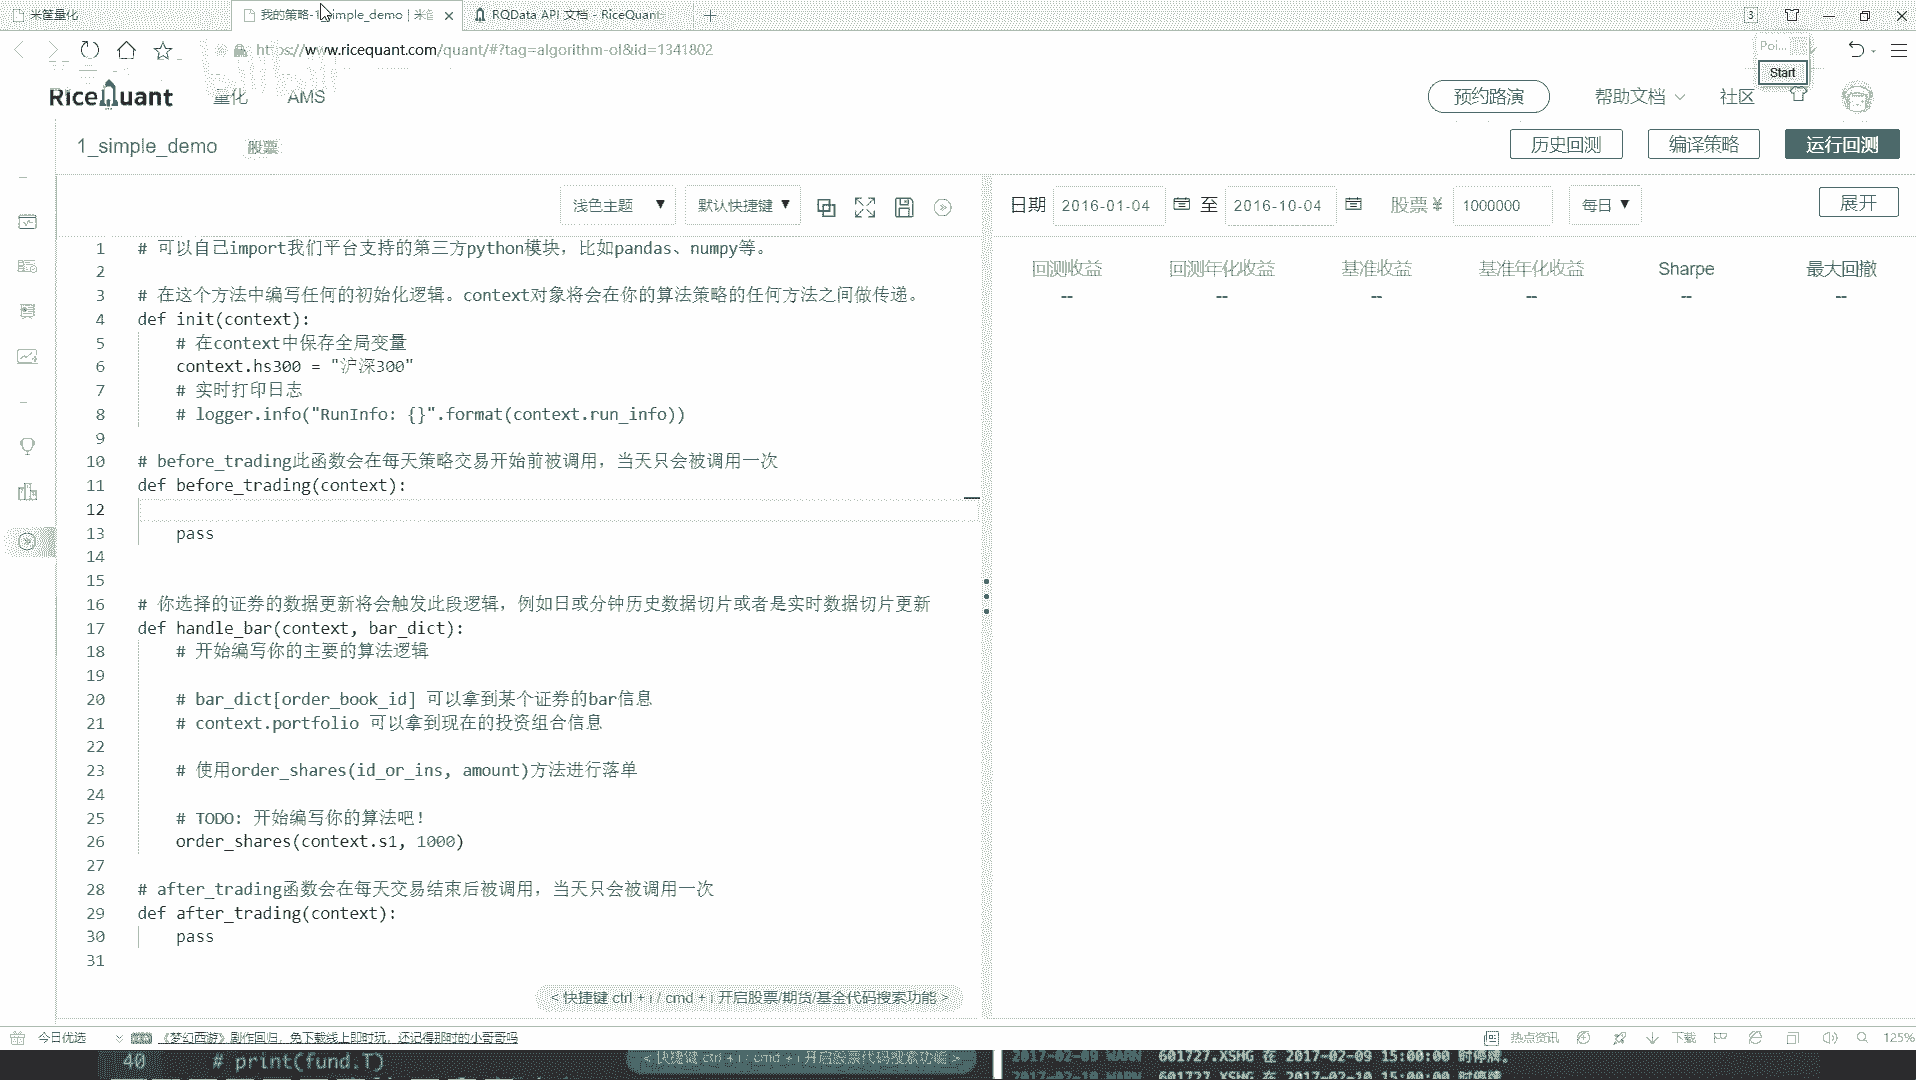 米筐量化
我的策略-1_simple_demo | 米筐
RQData API 文档 - RiceQuant
3
https://www.ricequant.com/quant/#?tag=algorithm-ol&id=1341802
Poi...
Start
RiceQuant
量化
AMS
预约路演
帮助文档
社区
1_simple_demo
股票
历史回测
编译策略
运行回测
浅色主题
默认快捷键
日期 2016-01-04 至 2016-10-04 股票 ¥ 1000000 每日
展开
回测收益 回测年化收益 基准收益 基准年化收益 Sharpe 最大回撤
-- -- -- -- -- --
1 # 可以自己import我们平台支持的第三方python模块，比如pandas、numpy等。
2
3 # 在这个方法中编写任何的初始化逻辑。context对象将会在你的算法策略的任何方法之间做传递。
4 def init(context):
5 # 在context中保存全局变量
6 context.hs300 = "沪深300"
7 # 实时打印日志
8 # logger.info("RunInfo: {}".format(context.run_info))
9
10 # before_trading此函数会在每天策略交易开始前被调用，当天只会被调用一次
11 def before_trading(context):
12
13 pass
14
15
16 # 你选择的证券的数据更新将会触发此段逻辑，例如日或分钟历史数据切片或者是实时数据切片更新
17 def handle_bar(context, bar_dict):
18 # 开始编写你的主要的算法逻辑
19
20 # bar_dict[order_book_id] 可以拿到某个证券的bar信息
21 # context.portfolio 可以拿到现在的投资组合信息
22
23 # 使用order_shares(id_or_ins, amount)方法进行落单
24
25 # TODO: 开始编写你的算法吧！
26 order_shares(context.s1, 1000)
27
28 # after_trading函数会在每天交易结束后被调用，当天只会被调用一次
29 def after_trading(context):
30 pass
31
< 快捷键 ctrl + i / cmd + i 开启股票/期货/基金代码搜索功能 >
今日优选
《梦幻西游》副作回归，免下载线上即时玩，还记得那时的小哥哥吗
热点资讯
下载
125%
40 # print(fund.T)
< 快捷键 ctrl + i / cmd + i 开启股票代码搜索功能 >
2017-02-09 WARN 601727.XSHG 在 2017-02-09 15:00:00 时停牌。
2017-02-10 WARN 601727.XSHG 在 2017-02-10 15:00:00 时停牌。